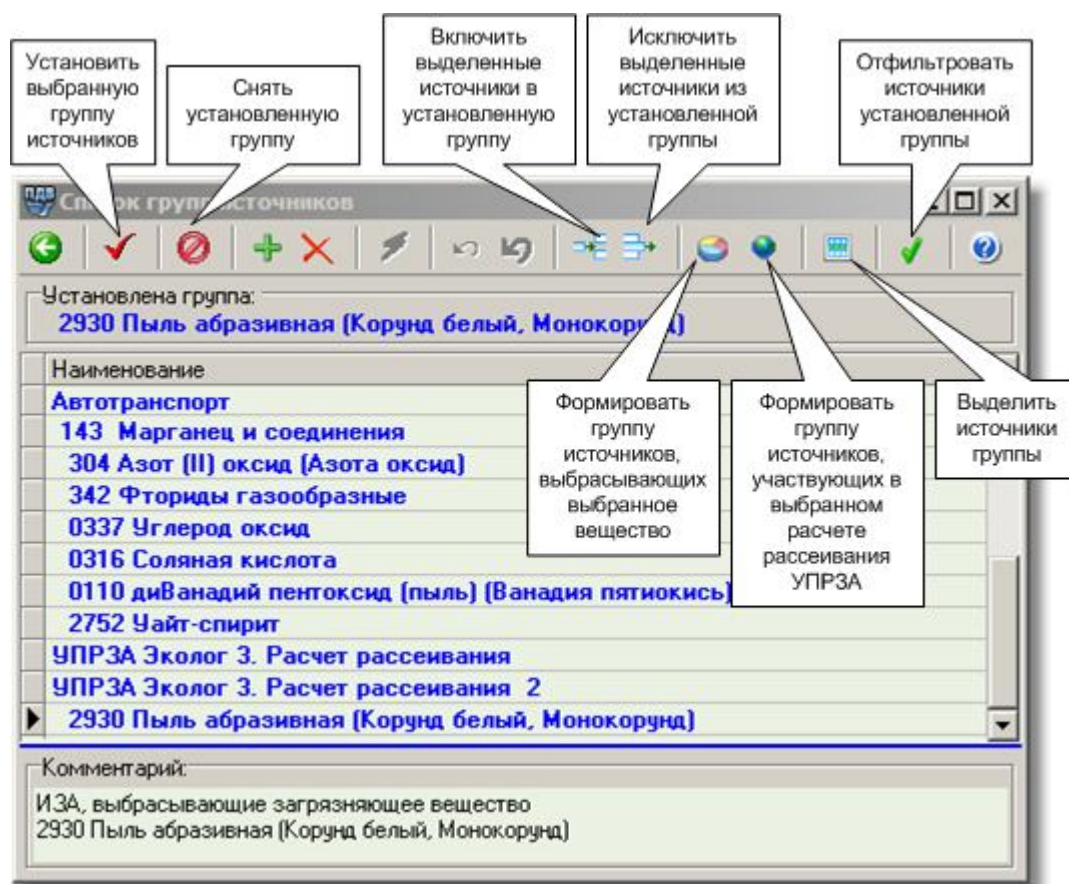 Установить
выбранную
группу
источников
Снять
установленную
группу
Включить
выделенные
источники в
установленную
группу
Исключить
выделенные
источники из
установленной
группы
Отфильтровать
источники
установленной
группы
ПДВ
Список групп источников
Установлена группа:
2930 Пыль абразивная (Корунд белый, Монокорунд)
Наименование
Автотранспорт
143 Марганец и соединения
304 Азот (II) оксид (Азота оксид)
342 Фториды газообразные
0337 Углерод оксид
0316 Соляная кислота
0110 диВанадий пентоксид (пыль) (Ванадия пятиокись)
2752 Уайт-спирит
УПРЗА Эколог 3. Расчет рассеивания
УПРЗА Эколог 3. Расчет рассеивания 2
2930 Пыль абразивная (Корунд белый, Монокорунд)
Формировать
группу
источников,
выбрасывающих
выбранное
вещество
Формировать
группу
источников,
участвующих в
выбранном
расчете
рассеивания
УПРЗА
Выделить
источники
группы
Комментарий:
ИЗА, выбрасывающие загрязняющее вещество
2930 Пыль абразивная (Корунд белый, Монокорунд)